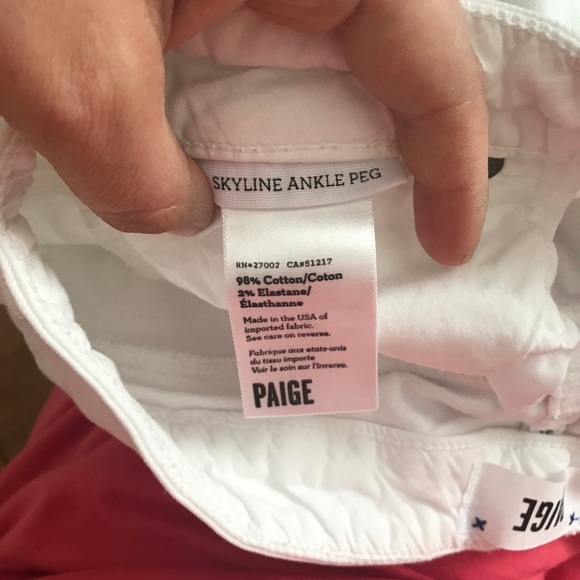 SKYLINE ANKLE PEG
RN#27002 CA#51217
98% Cotton/Coton
2% Elastane/
Élasthanne
Made in the USA of
imported fabric.
See care on reverse.
Fabrique aux etats-unis
du tissu importe
Voir le soin sur l'inverse.
PAIGE